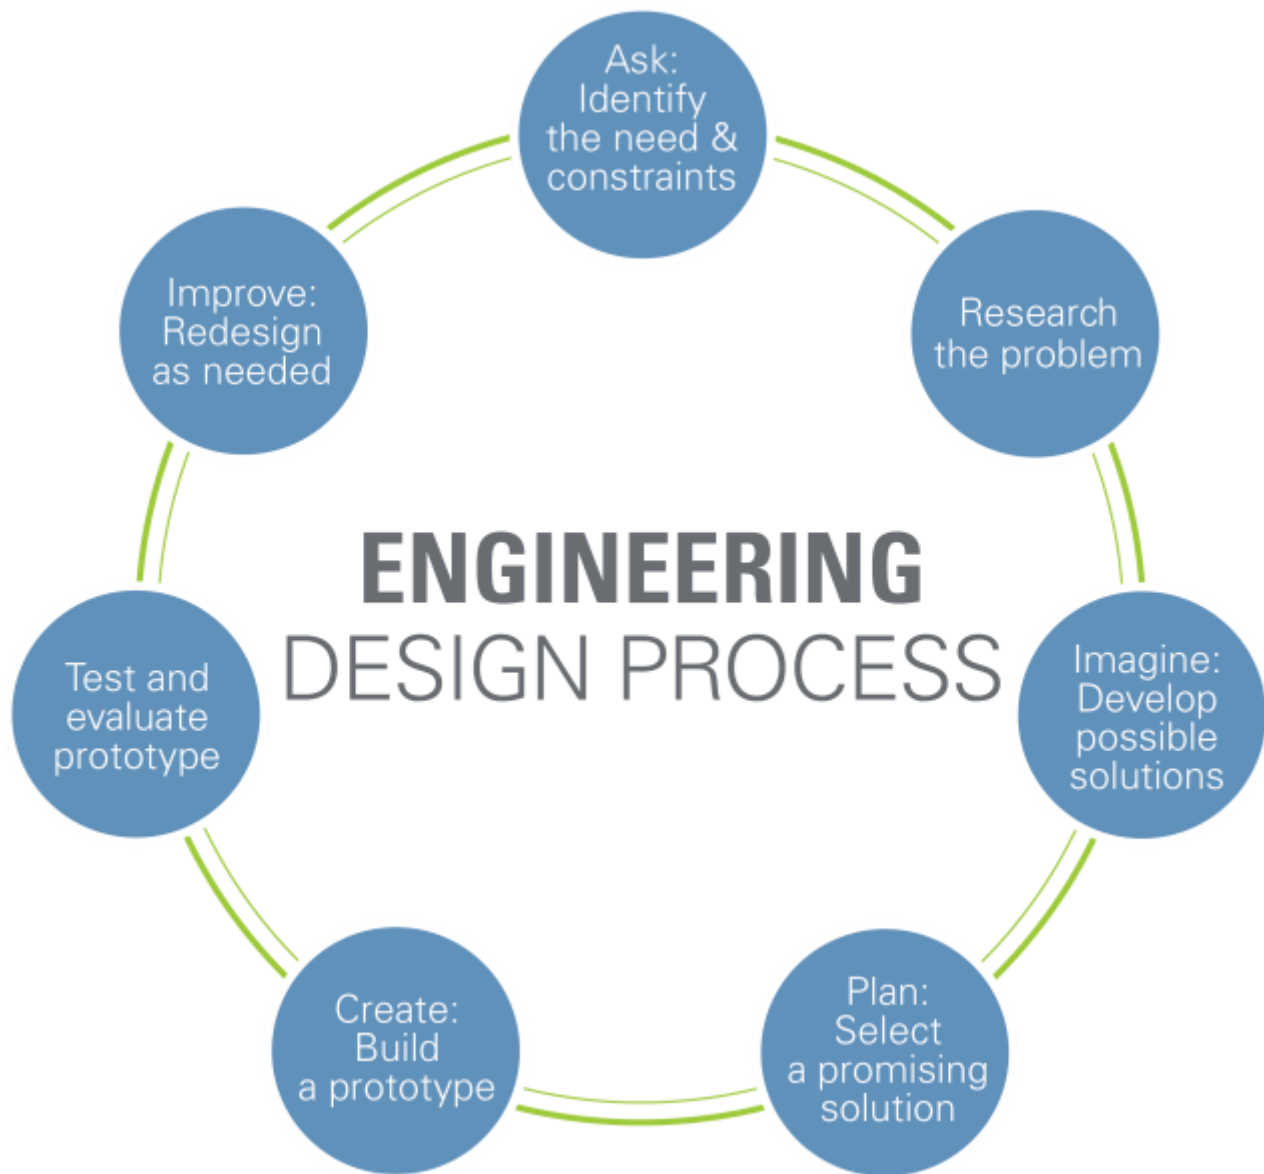 Ask:
Identify
the need &
constraints
Research
the problem
Imagine:
Develop
possible
solutions
Plan:
Select
a promising
solution
Create:
Build
a prototype
Test and
evaluate
prototype
Improve:
Redesign
as needed
ENGINEERING
DESIGN PROCESS